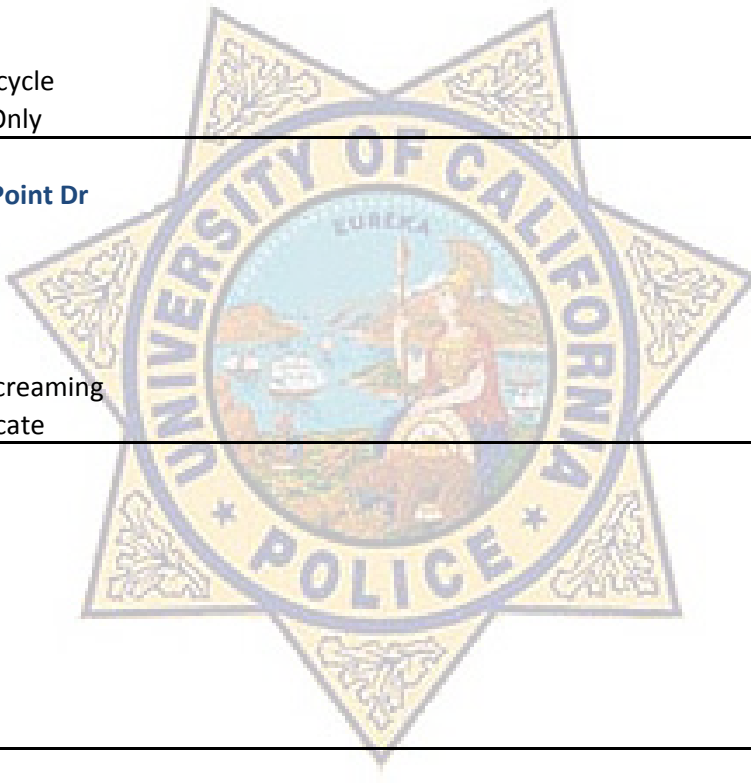 cycle
Only
Point Dr
creaming
cate
UNIVERSITY OF CALIFORNIA
EUREKA
* POLICE *